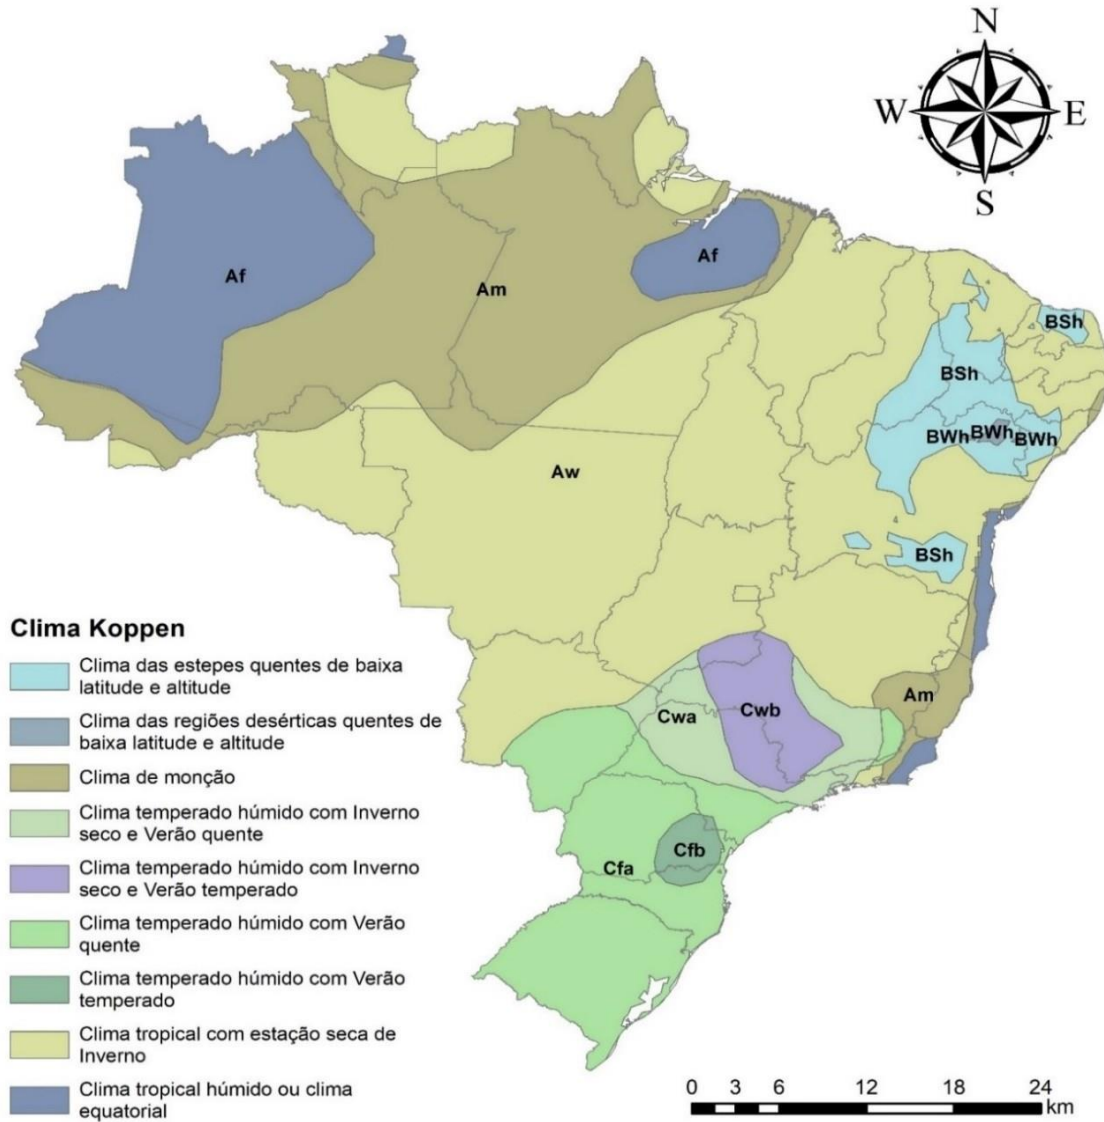 N
W E
S
Af
Af
Am
BSh
BSh
BWh BWh BWh
Aw
BSh
Clima Koppen
Clima das estepes quentes de baixa
latitude e altitude
Clima das regiões desérticas quentes de
baixa latitude e altitude
Clima de monção
Clima temperado húmido com Inverno
seco e Verão quente
Clima temperado húmido com Inverno
seco e Verão temperado
Clima temperado húmido com Verão
quente
Clima temperado húmido com Verão
temperado
Clima tropical com estação seca de
Inverno
Clima tropical húmido ou clima
equatorial
Am
Cwa
Cwb
Cfb
Cfa
0 3 6 12 18 24
km